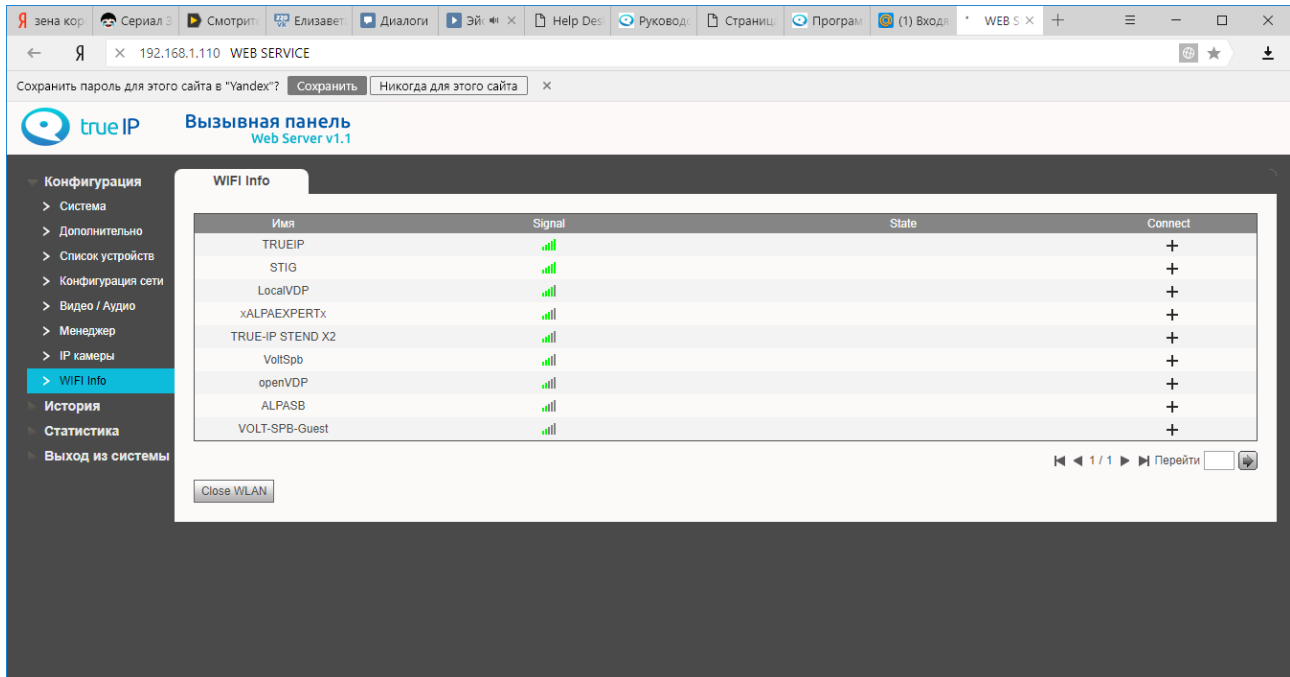 зена кор Сериал З Смотрит Елизавет Диалоги Эй Help Des Руковод Страниц Програм (1) Входя WEB S
Я 192.168.1.110 WEB SERVICE
Сохранить пароль для этого сайта в "Yandex"? Сохранить Никогда для этого сайта
true IP
Вызывная панель
Web Server v1.1
Конфигурация
Система
Дополнительно
Список устройств
Конфигурация сети
Видео / Аудио
Менеджер
IP камеры
WIFI Info
История
Статистика
Выход из системы
WIFI Info
Имя Signal State Connect
TRUEIP
STIG
LocalVDP
xALPAEXPERTx
TRUE-IP STEND X2
VoltSpb
openVDP
ALPASB
VOLT-SPB-Guest
1 / 1 Перейти
Close WLAN